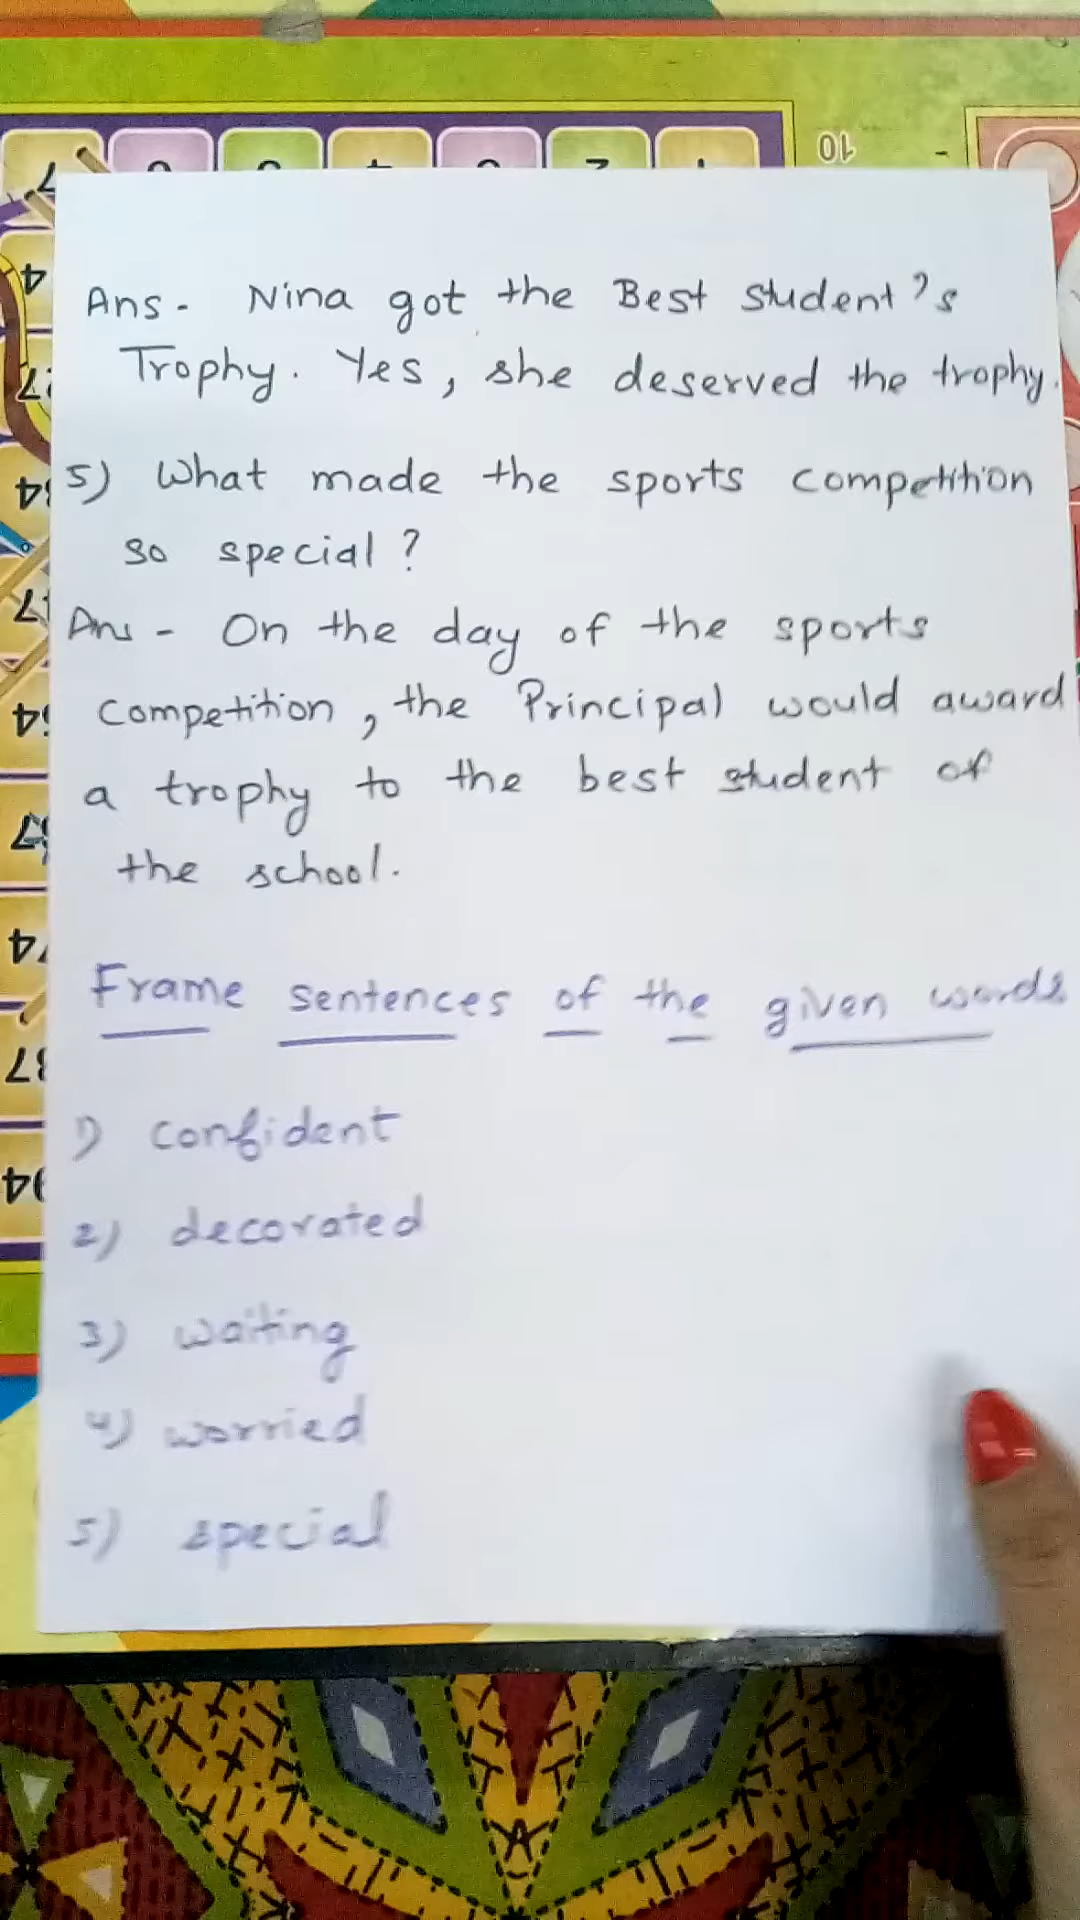 10
Ans - Nina got the Best student's
Trophy. Yes, she deserved the trophy.
5) What made the sports competition
so special ?
Ans - On the day of the sports
competition, the Principal would award
a trophy to the best student of
the school.
Frame sentences of the given words
1) confident
2) decorated
3) waiting
4) worried
5) special